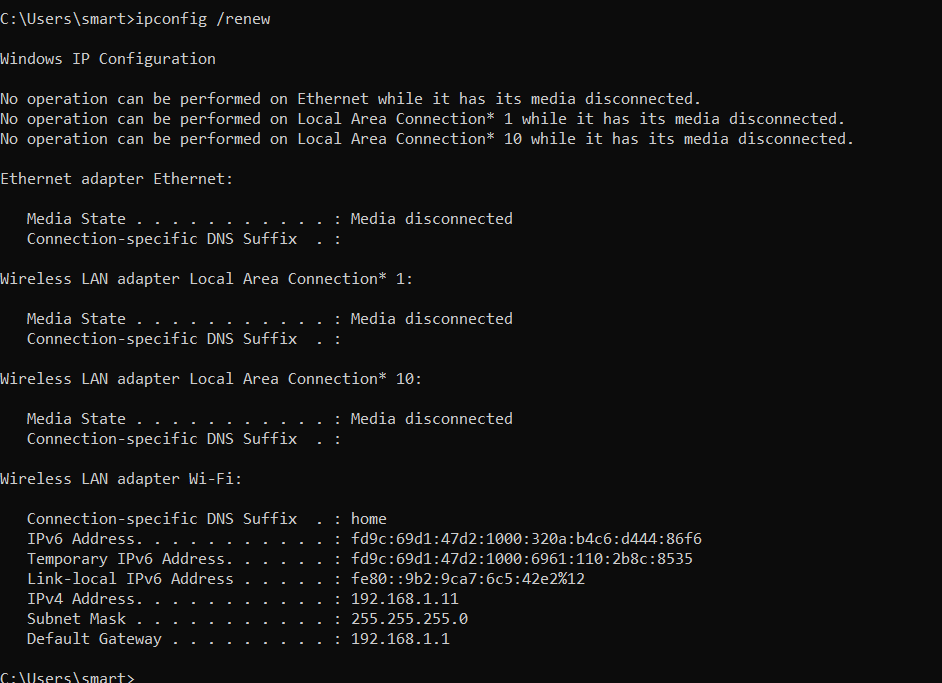 C:\Users\smart>ipconfig /renew
Windows IP Configuration
No operation can be performed on Ethernet while it has its media disconnected.
No operation can be performed on Local Area Connection* 1 while it has its media disconnected.
No operation can be performed on Local Area Connection* 10 while it has its media disconnected.
Ethernet adapter Ethernet:
   Media State . . . . . . . . . . . : Media disconnected
   Connection-specific DNS Suffix  . :
Wireless LAN adapter Local Area Connection* 1:
   Media State . . . . . . . . . . . : Media disconnected
   Connection-specific DNS Suffix  . :
Wireless LAN adapter Local Area Connection* 10:
   Media State . . . . . . . . . . . : Media disconnected
   Connection-specific DNS Suffix  . :
Wireless LAN adapter Wi-Fi:
   Connection-specific DNS Suffix  . : home
   IPv6 Address. . . . . . . . . . . : fd9c:69d1:47d2:1000:320a:b4c6:d444:86f6
   Temporary IPv6 Address. . . . . . : fd9c:69d1:47d2:1000:6961:110:2b8c:8535
   Link-local IPv6 Address . . . . . : fe80::9b2:9ca7:6c5:42e2%12
   IPv4 Address. . . . . . . . . . . : 192.168.1.11
   Subnet Mask . . . . . . . . . . . : 255.255.255.0
   Default Gateway . . . . . . . . . : 192.168.1.1
C:\Users\smart>